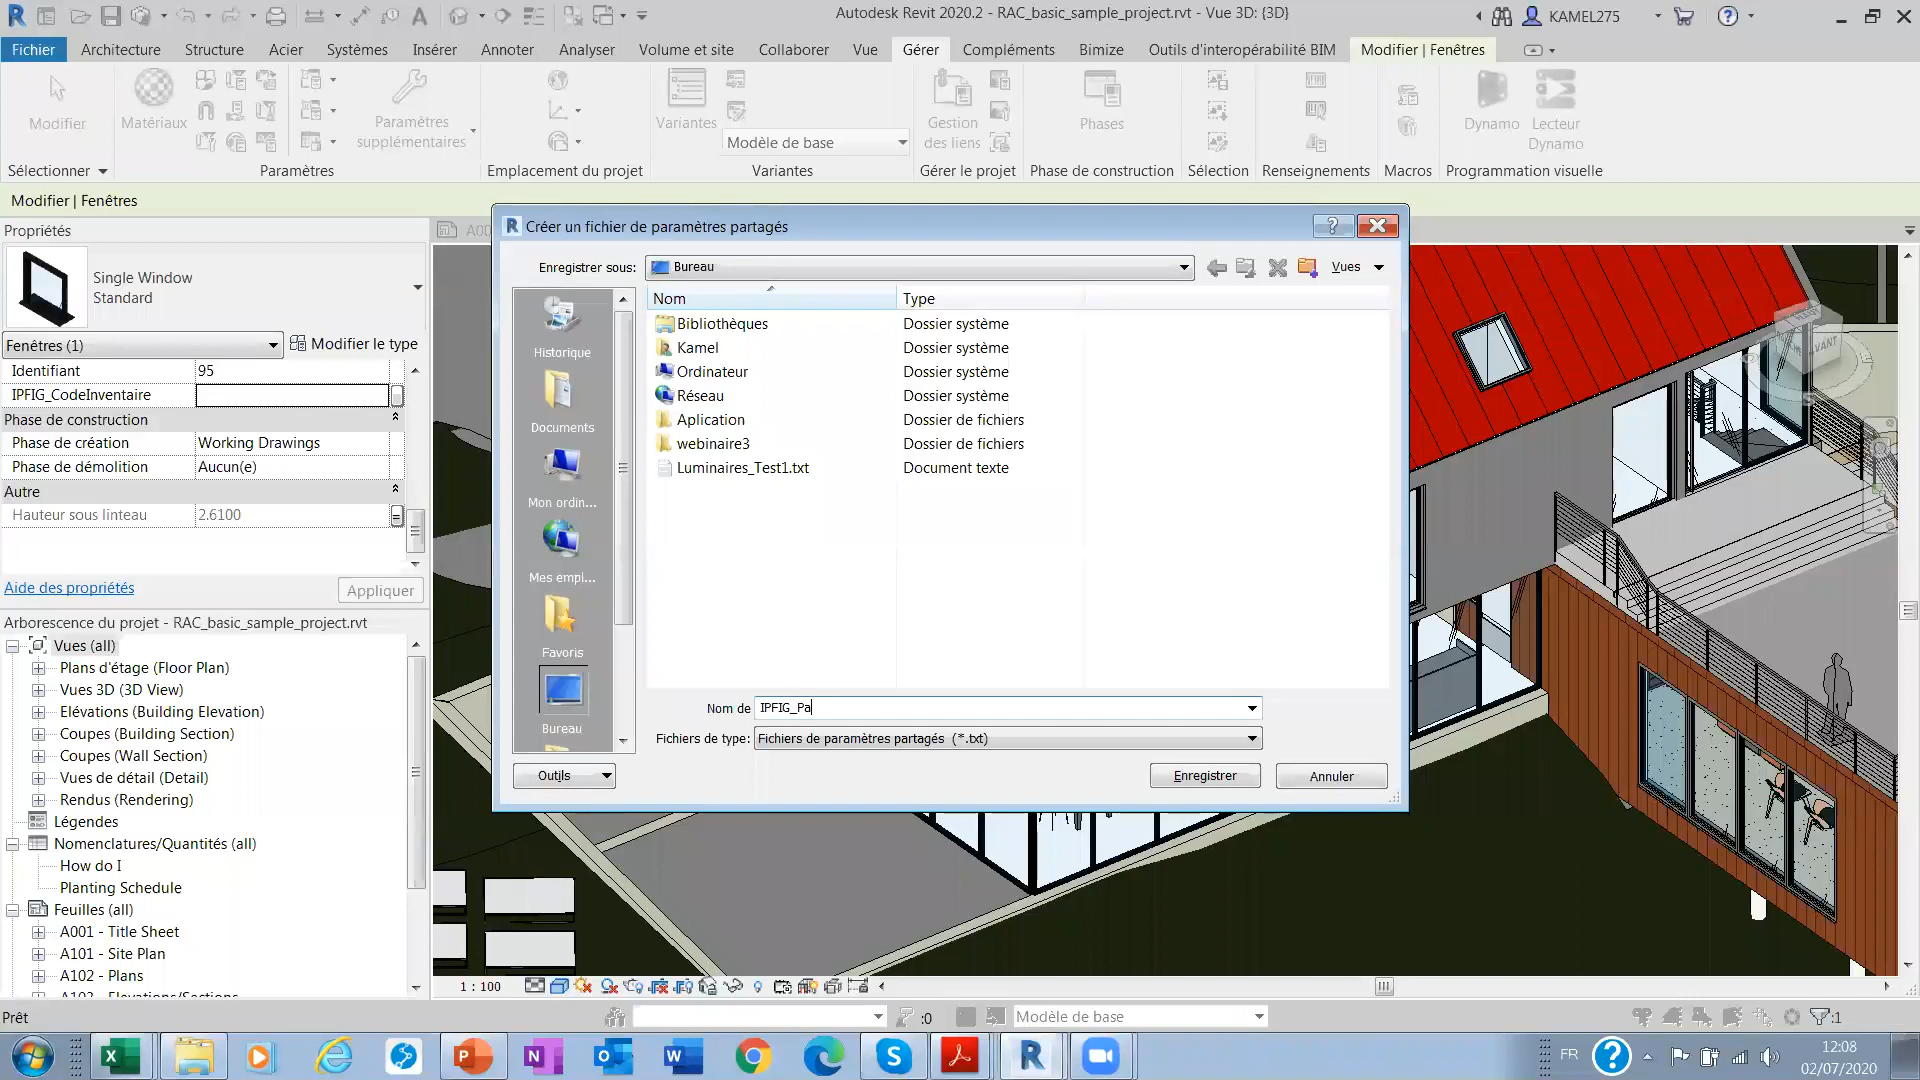 Autodesk Revit 2020.2 - RAC_basic_sample_project.rvt - Vue 3D: {3D}
KAMEL275
Fichier
Architecture
Structure
Acier
Systèmes
Insérer
Annoter
Analyser
Volume et site
Collaborer
Vue
Gérer
Compléments
Bimize
Outils d'interopérabilité BIM
Modifier | Fenêtres
Modifier
Matériaux
Paramètres
supplémentaires
Variantes
Modèle de base
Gestion
des liens
Phases
Dynamo
Lecteur
Dynamo
Sélectionner
Paramètres
Emplacement du projet
Variantes
Gérer le projet
Phase de construction
Sélection
Renseignements
Macros
Programmation visuelle
Modifier | Fenêtres
Propriétés
Single Window
Standard
Fenêtres (1)
Modifier le type
Identifiant 95
IPFIG_CodeInventaire
Phase de construction
Phase de création Working Drawings
Phase de démolition Aucun(e)
Autre
Hauteur sous linteau 2.6100
Aide des propriétés
Appliquer
Arborescence du projet - RAC_basic_sample_project.rvt
Vues (all)
Plans d'étage (Floor Plan)
Vues 3D (3D View)
Elévations (Building Elevation)
Coupes (Building Section)
Coupes (Wall Section)
Vues de détail (Detail)
Rendus (Rendering)
Légendes
Nomenclatures/Quantités (all)
How do I
Planting Schedule
Feuilles (all)
A001 - Title Sheet
A101 - Site Plan
A102 - Plans
A103 - Elevations/Sections
Créer un fichier de paramètres partagés
Enregistrer sous: Bureau
Vues
Nom Type
Bibliothèques Dossier système
Kamel Dossier système
Ordinateur Dossier système
Réseau Dossier système
Aplication Dossier de fichiers
webinaire3 Dossier de fichiers
Luminaires_Test1.txt Document texte
Historique
Documents
Mon ordin...
Mes empl...
Favoris
Bureau
Nom de IPFIG_Pa
Fichiers de type: Fichiers de paramètres partagés (*.txt)
Outils
Enregistrer
Annuler
1 : 100
Prêt
:0
Modèle de base
:1
FR
12:08
02/07/2020